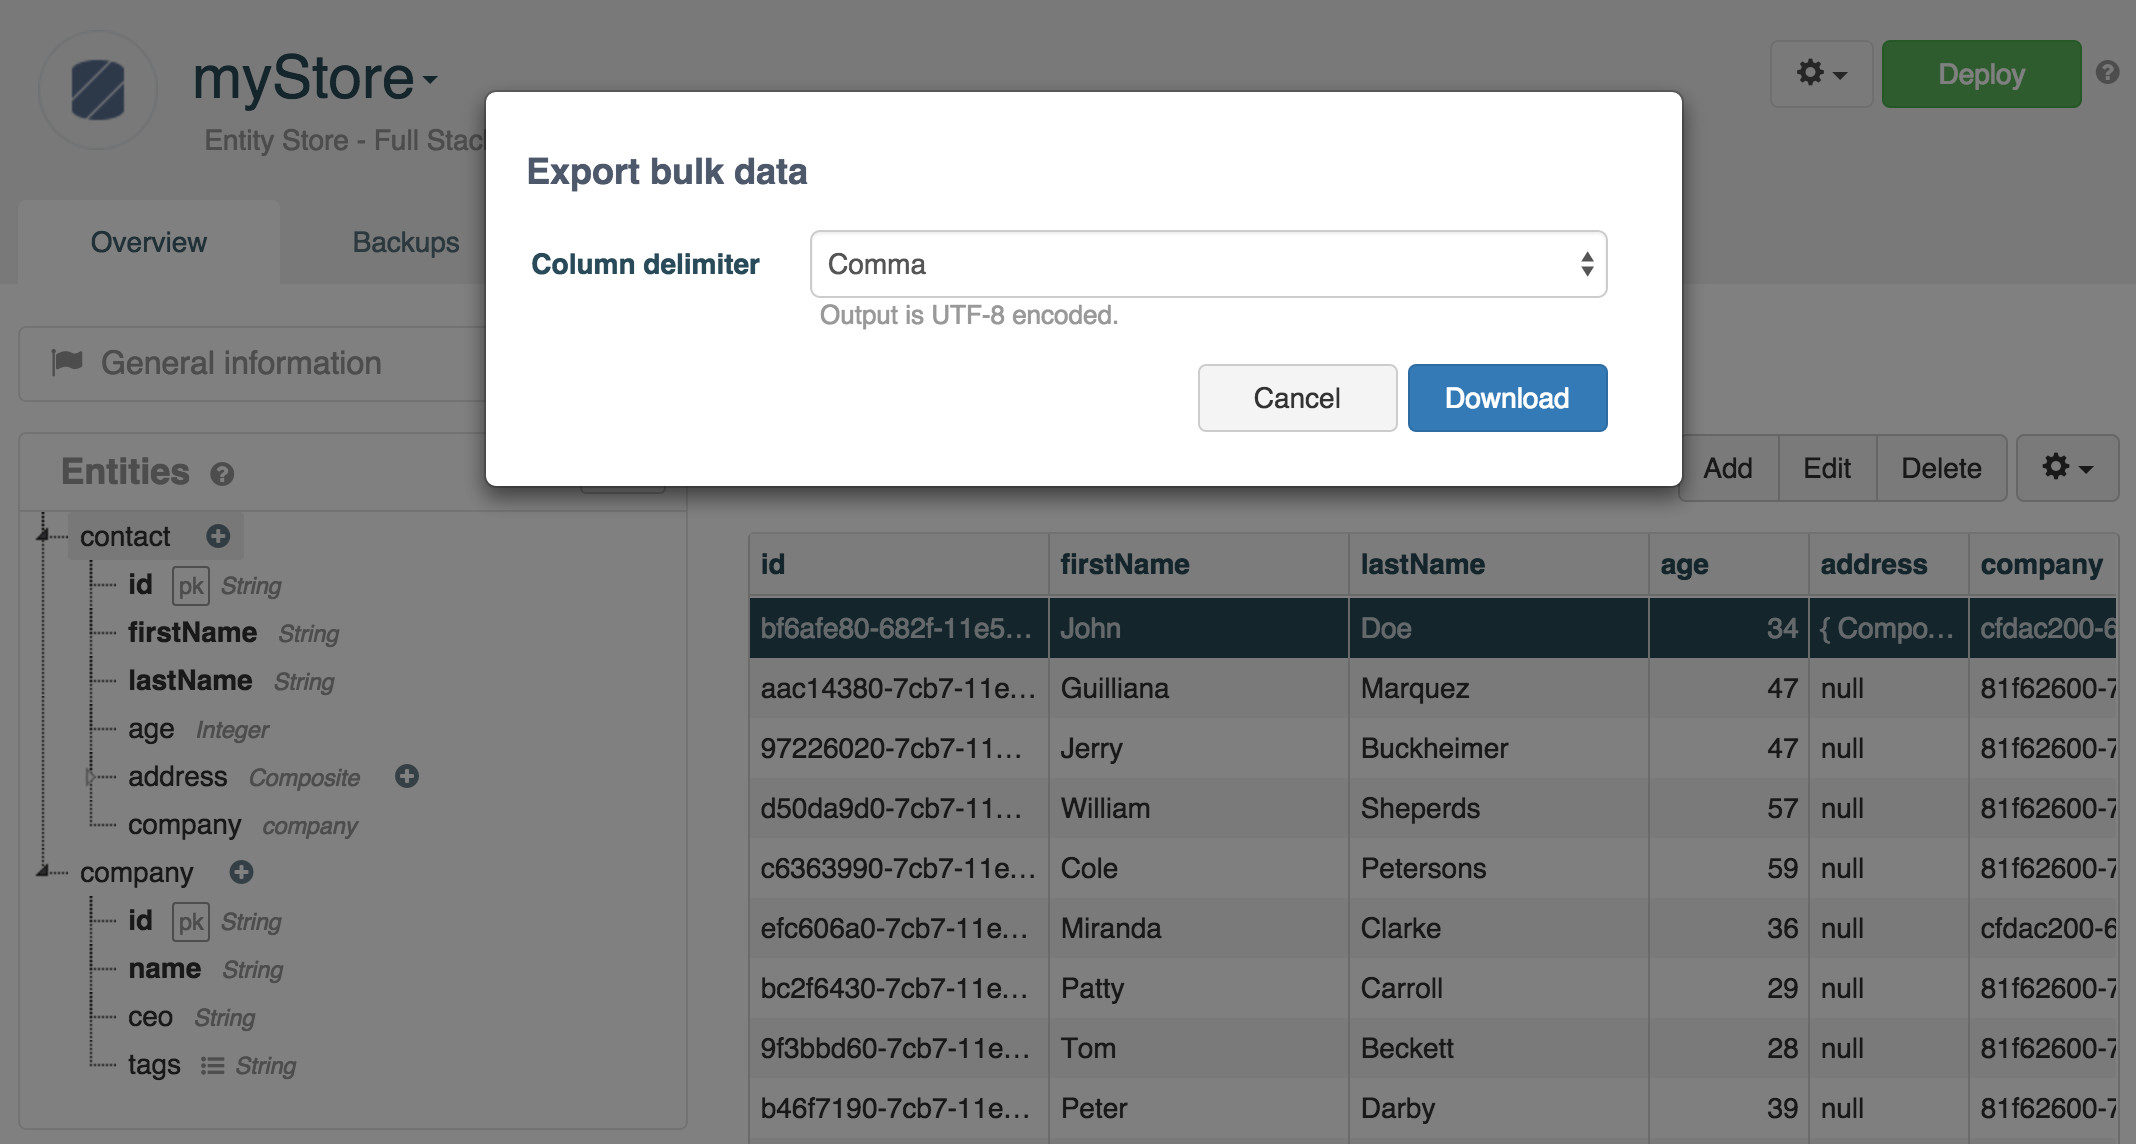 myStore
Deploy
Entity Store - Full Stac
Export bulk data
Overview
Backups
Column delimiter
Comma
Output is UTF-8 encoded.
General information
Cancel
Download
Entities
Add
Edit
Delete
contact
id pk String
firstName String
lastName String
age Integer
address Composite
company company
company
id pk String
name String
ceo String
tags String
id firstName lastName age address company
bf6afe80-682f-11e5... John Doe 34 { Compo... cfdac200-6
aac14380-7cb7-11e... Guilliana Marquez 47 null 81f62600-7
97226020-7cb7-11... Jerry Buckheimer 47 null 81f62600-7
d50da9d0-7cb7-11... William Sheperds 57 null 81f62600-7
c6363990-7cb7-11e... Cole Petersons 59 null 81f62600-7
efc606a0-7cb7-11e... Miranda Clarke 36 null cfdac200-6
bc2f6430-7cb7-11e... Patty Carroll 29 null 81f62600-7
9f3bbd60-7cb7-11e... Tom Beckett 28 null 81f62600-7
b46f7190-7cb7-11e... Peter Darby 39 null 81f62600-7